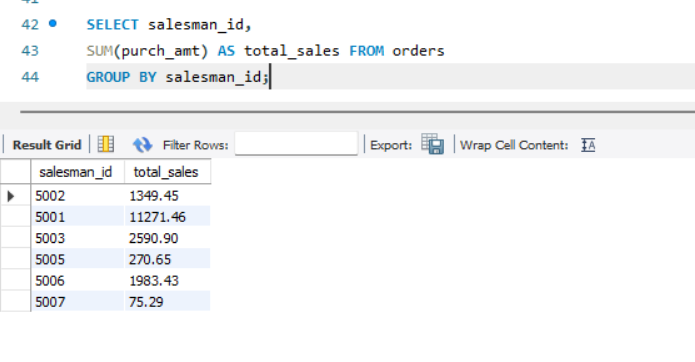 42 SELECT salesman_id,
43 SUM(purch_amt) AS total_sales FROM orders
44 GROUP BY salesman_id;
Result Grid Filter Rows: Export: Wrap Cell Content: IA
salesman_id total_sales
5002 1349.45
5001 11271.46
5003 2590.90
5005 270.65
5006 1983.43
5007 75.29